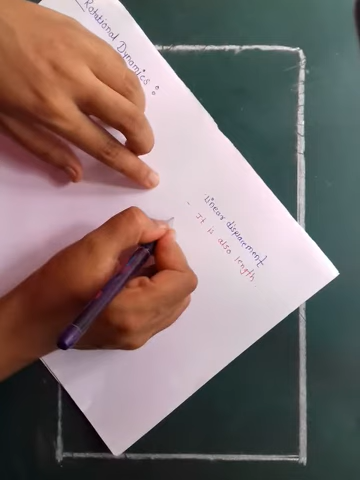 Rotational Dynamics :
linear displacement
- It is also length